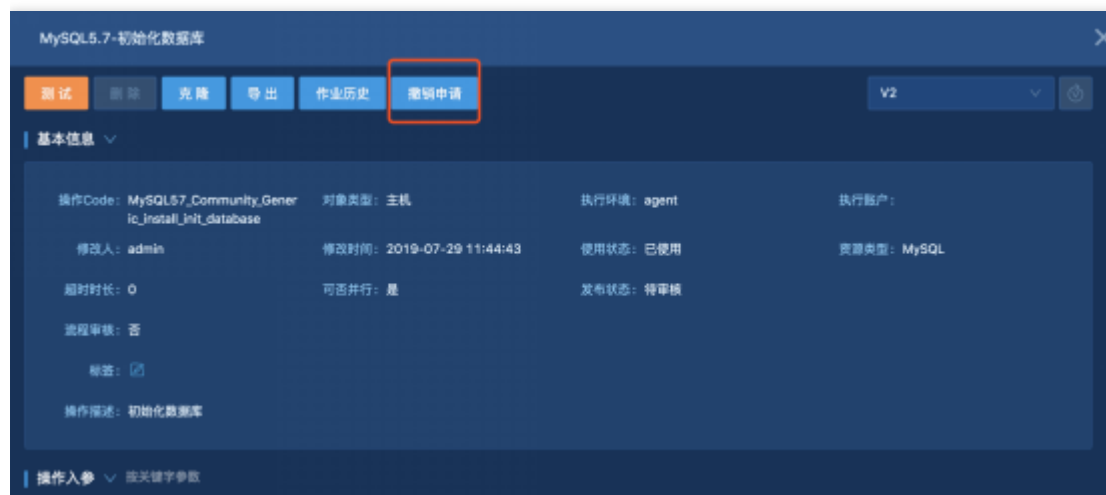 MySQL5.7-初始化数据库
测试 删除 克隆 导出 作业历史 撤销申请 V2
基本信息
操作Code: MySQL57_Community_Gener 对象类型: 主机 执行环境: agent 执行账户:
ic_install_init_database
修改人: admin 修改时间: 2019-07-29 11:44:43 使用状态: 已使用 资源类型: MySQL
超时时长: 0 可否并行: 是 发布状态: 待审核
流程审核: 否
标签:
操作描述: 初始化数据库
操作入参 按关键字参数